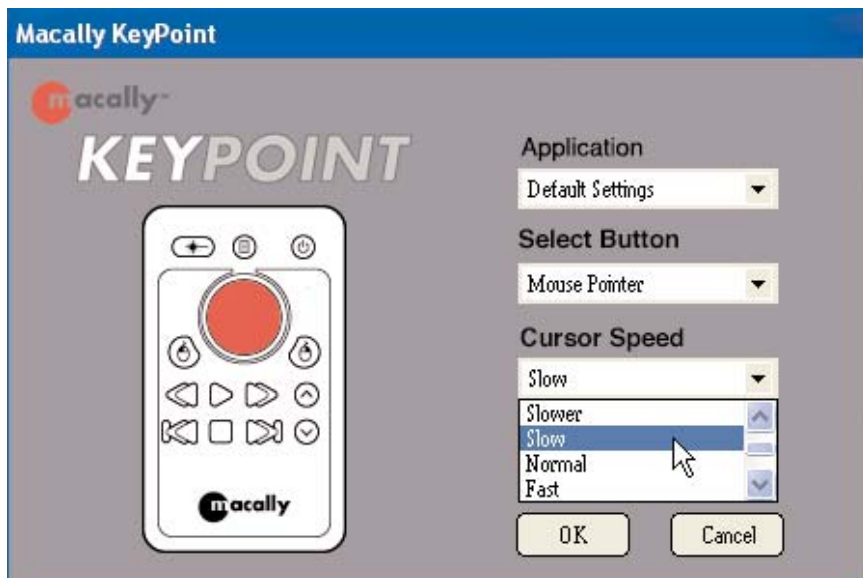 Macally KeyPoint
macally™
KEYPOINT
Application
Default Settings
Select Button
Mouse Pointer
Cursor Speed
Slow
Slower
Slow
Normal
Fast
OK
Cancel
macally